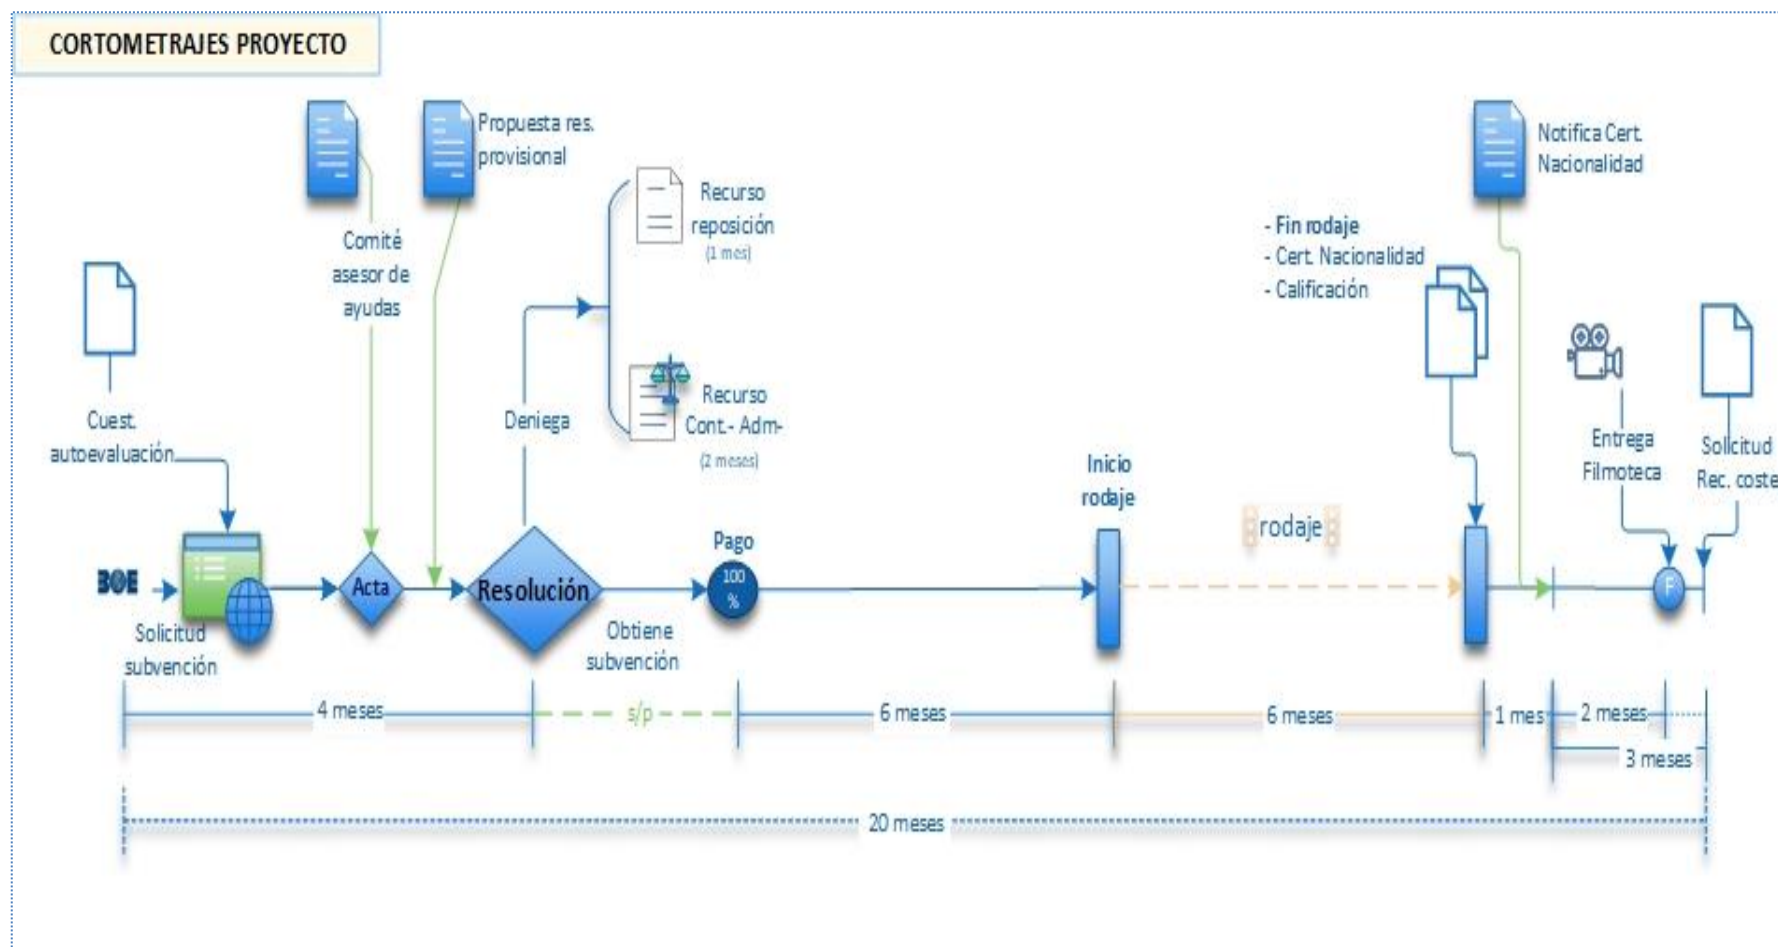 CORTOMETRAJES PROYECTO
Propuesta res.
provisional
Comité
asesor de
ayudas
Recurso
reposición
(1 mes)
Recurso
Cont.- Adm-
(2 meses)
Deniega
Cuest.
autoevaluación
BOE
Solicitud
subvención
Acta
Resolución
Obtiene
subvención
Pago
100
%
Inicio
rodaje
rodaje
- Fin rodaje
- Cert. Nacionalidad
- Calificación
Notifica Cert.
Nacionalidad
Entrega
Filmoteca
F
Solicitud
Rec. coste
4 meses
s/p
6 meses
6 meses
1 mes
2 meses
3 meses
20 meses